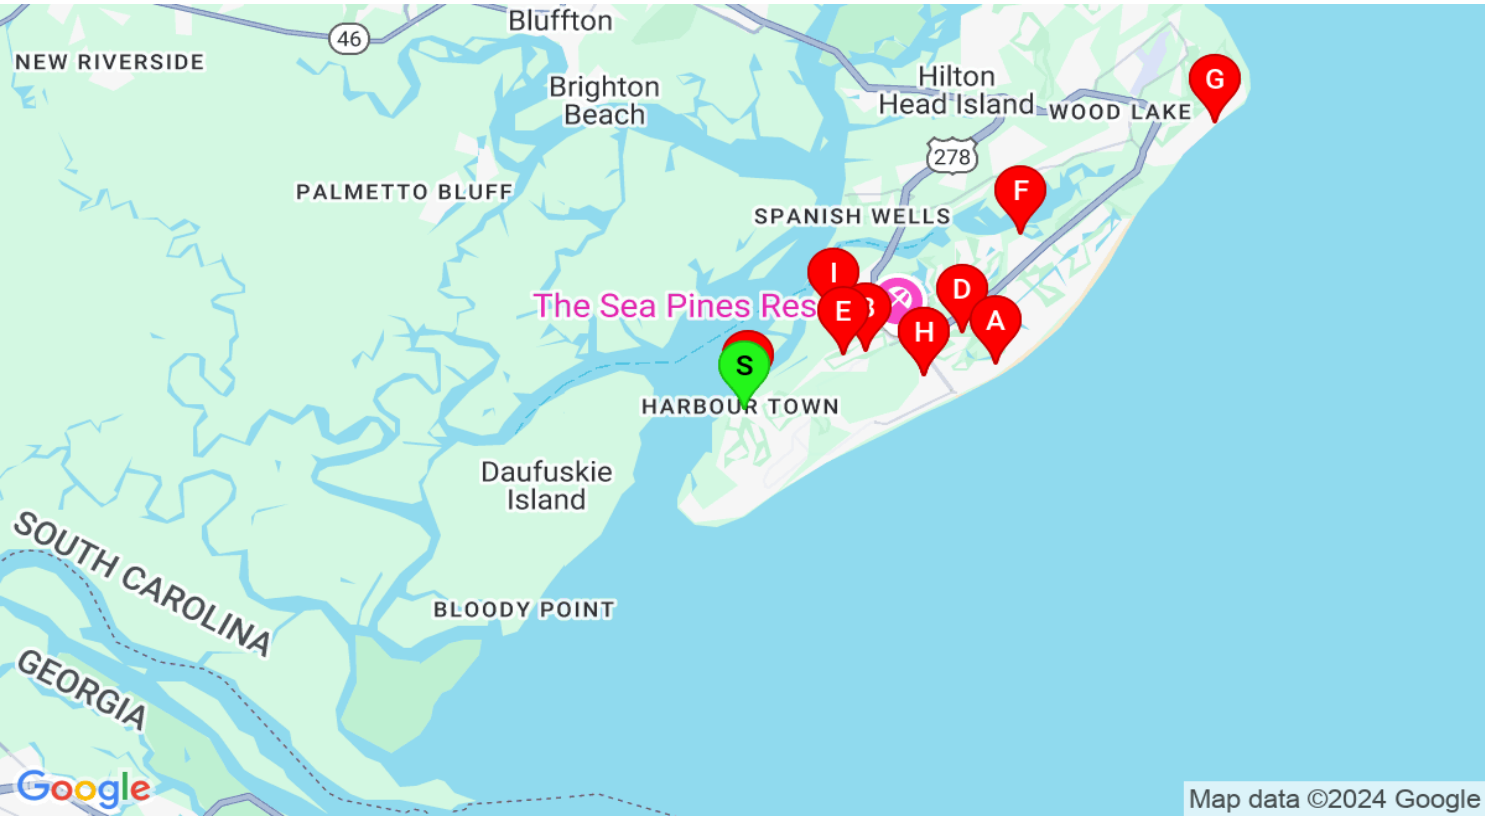 Bluffton
46
NEW RIVERSIDE
Hilton
Head Island
G
Brighton
Beach
WOOD LAKE
278
PALMETTO BLUFF
F
SPANISH WELLS
I
D
The Sea Pines Res
E
B
A
H
S
HARBOUR TOWN
Daufuskie
Island
SOUTH CAROLINA
BLOODY POINT
GEORGIA
Google
Map data ©2024 Google